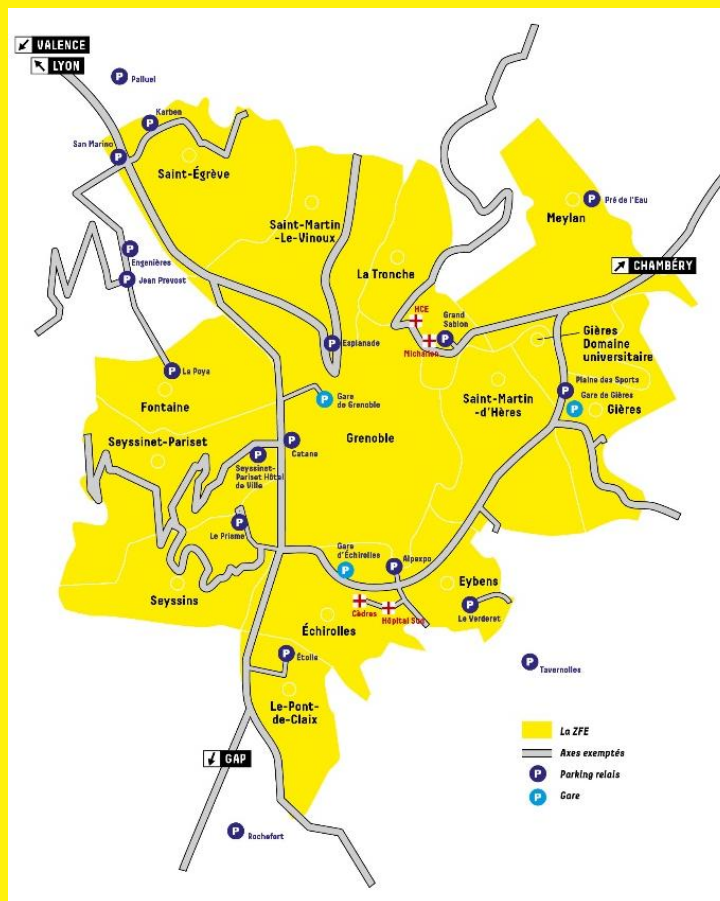 VALENCE
LYON
P Palluel
P Karben
San Marino
P
Saint-Égrève
Saint-Martin
-Le-Vinoux
La Tronche
Meylan
P Pré de l'Eau
P
Engenières
P Jean Prévost
CHAMBÉRY
HCE
Michallon
Grand
Sablon
P
P Esplanade
Gières
Domaine
universitaire
P La Poya
Fontaine
P Gare
de Grenoble
Saint-Martin
-d'Hères
P Plaine des Sports
Gare de Gières
P Gières
Seyssinet-Pariset
Grenoble
P
Catane
P
Seyssinet-
Pariset Hôtel
de Ville
P
Le Prisme
Gare
d'Échirolles
P
Alpexpo
P
Seyssins
Eybens
P
Le Verderet
Cèdres
Hôpital Sud
Échirolles
P Étoile
P Tavernolles
Le-Pont-
de-Claix
GAP
P Rochefort
La ZFE
Axes exemptés
P Parking relais
P Gare